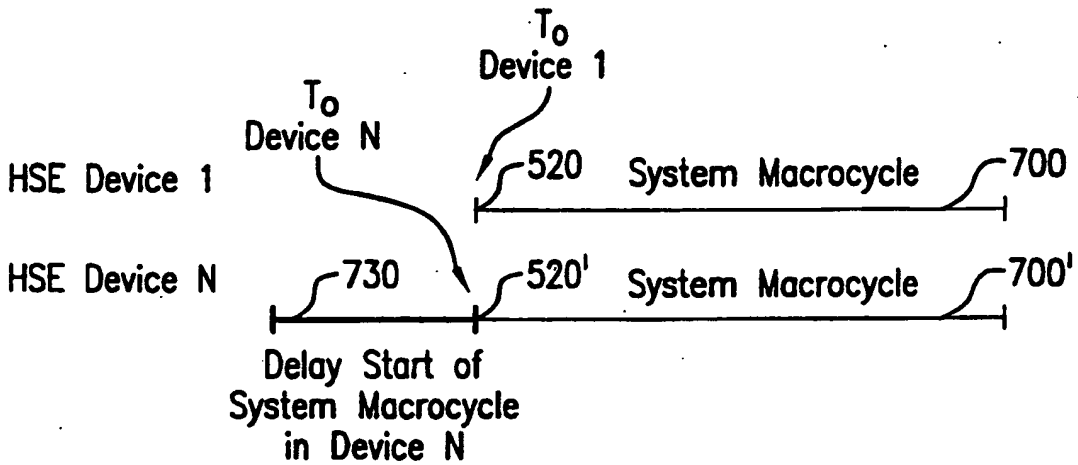 T0
Device 1
T0
Device N
HSE Device 1
520
System Macrocycle
700
HSE Device N
730
520'
System Macrocycle
700'
Delay Start of
System Macrocycle
in Device N